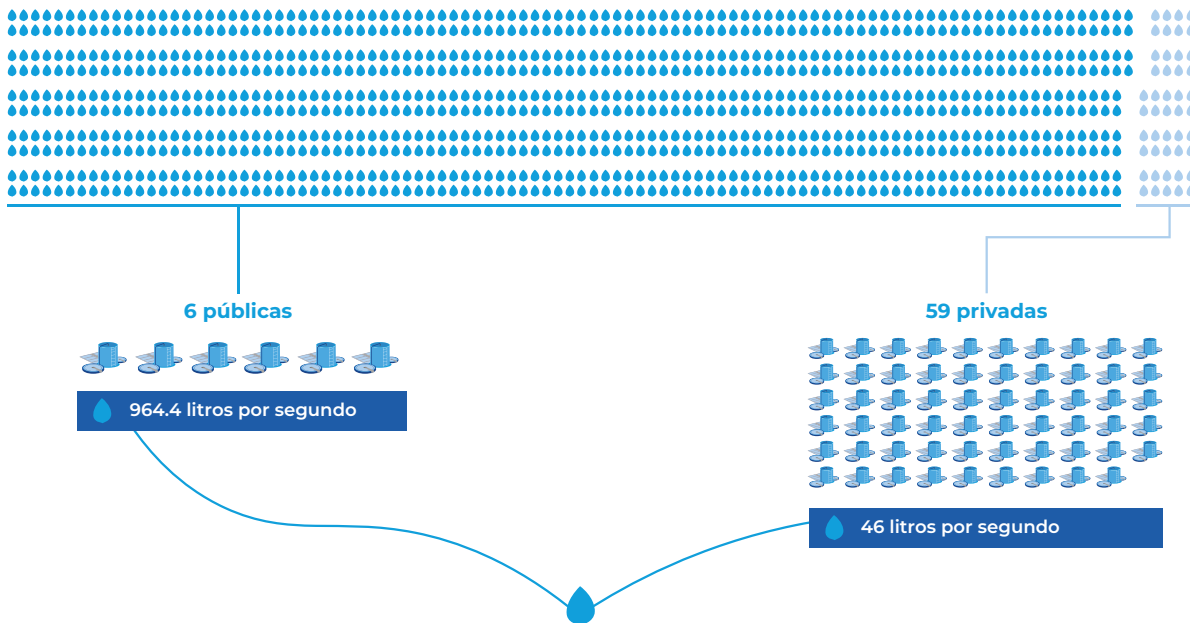 6 públicas
59 privadas
964.4 litros por segundo
46 litros por segundo